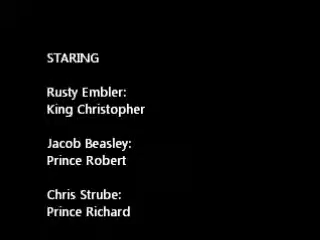 STARING
Rusty Embler:
King Christopher
Jacob Beasley:
Prince Robert
Chris Strube:
Prince Richard